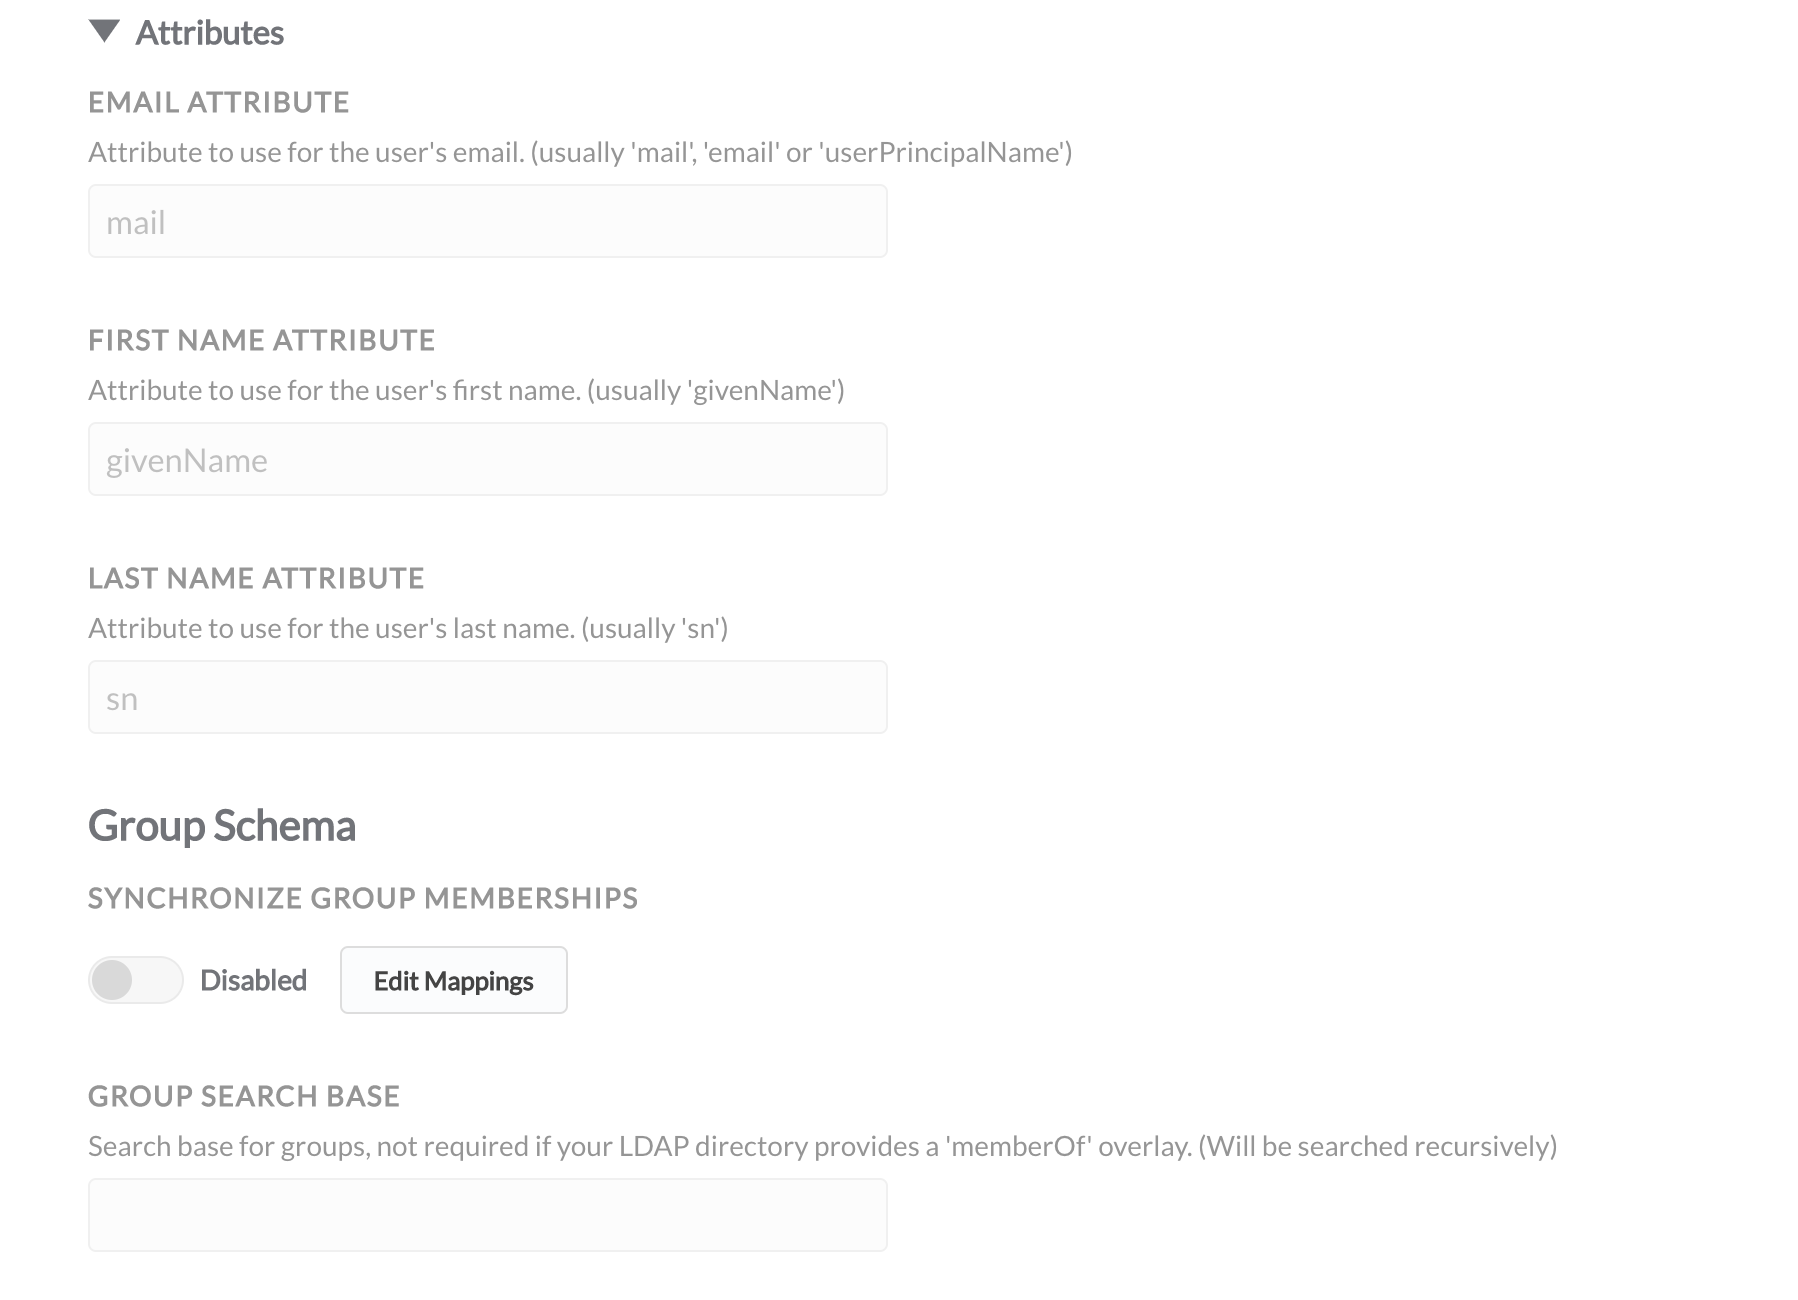 Attributes
EMAIL ATTRIBUTE
Attribute to use for the user's email. (usually 'mail', 'email' or 'userPrincipalName')
mail
FIRST NAME ATTRIBUTE
Attribute to use for the user's first name. (usually 'givenName')
givenName
LAST NAME ATTRIBUTE
Attribute to use for the user's last name. (usually 'sn')
sn
Group Schema
SYNCHRONIZE GROUP MEMBERSHIPS
Disabled Edit Mappings
GROUP SEARCH BASE
Search base for groups, not required if your LDAP directory provides a 'memberOf' overlay. (Will be searched recursively)